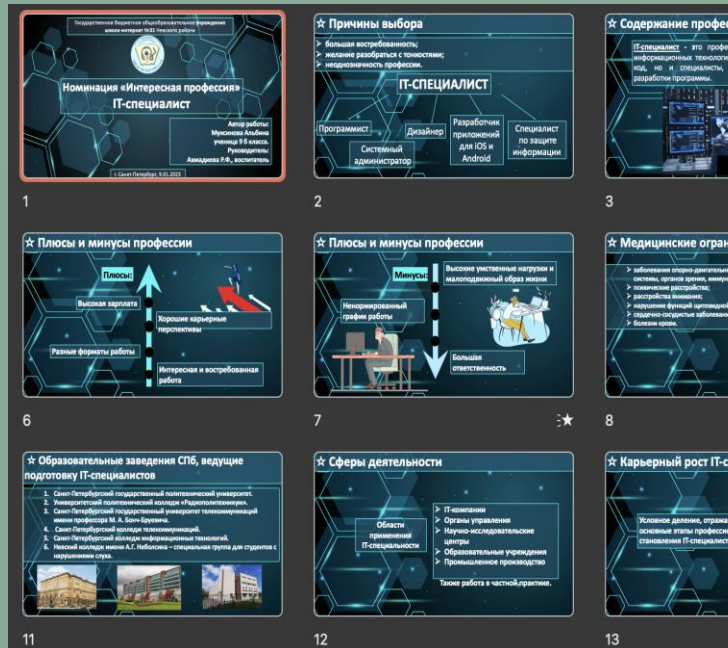 Государственное бюджетное общеобразовательное учреждение
школа-интернат №31 Невского района
Номинация «Интересная профессия»
IT-специалист
Автор работы:
Муксинова Альбина
ученица 9 б класса.
Руководитель:
Ахмадиева Р.Ф., воспитатель
г. Санкт-Петербург, 9.01.2023
1
Причины выбора
большая востребованность;
желание разобраться с тонкостями;
неоднозначность профессии.
IT-СПЕЦИАЛИСТ
Программист
Системный
администратор
Дизайнер
Разработчик
приложений
для iOS и
Android
Специалист
по защите
информации
2
Содержание профес
IT-специалист - это профе
информационных технологи
код, но и специалисты,
разработки программы.
3
Плюсы и минусы профессии
Плюсы:
Высокая зарплата
Хорошие карьерные
перспективы
Разные форматы работы
Интересная и востребованная
работа
6
Плюсы и минусы профессии
Минусы:
Высокие умственные нагрузки и
малоподвижный образ жизни
Ненормированный
график работы
Большая
ответственность
7
Медицинские огран
заболевания опорно-двигательн
системы, органов зрения, иммун
психические расстройства;
расстройства внимания;
нарушение функций щитовидно
сердечно-сосудистые заболеван
болезни крови.
8
Образовательные заведения СПб, ведущие
подготовку IT-специалистов
1. Санкт-Петербургский государственный политехнический университет.
2. Университетский политехнический колледж «Радиополитехникум».
3. Санкт-Петербургский государственный университет телекоммуникаций
имени профессора М. А. Бонч-Бруевича.
4. Санкт-Петербургский колледж телекоммуникаций.
5. Санкт-Петербургский колледж информационных технологий.
6. Невский колледж имени А.Г. Неболсина – специальная группа для студентов с
нарушениями слуха.
11
Сферы деятельности
Области
применения
IT-специальности
IT-компании
Органы управления
Научно-исследовательские
центры
Образовательные учреждения
Промышленное производство
Также работа в частной практике.
12
Карьерный рост IT-с
Условное деление, отража
основные этапы профессио
становления IT-специалист
13